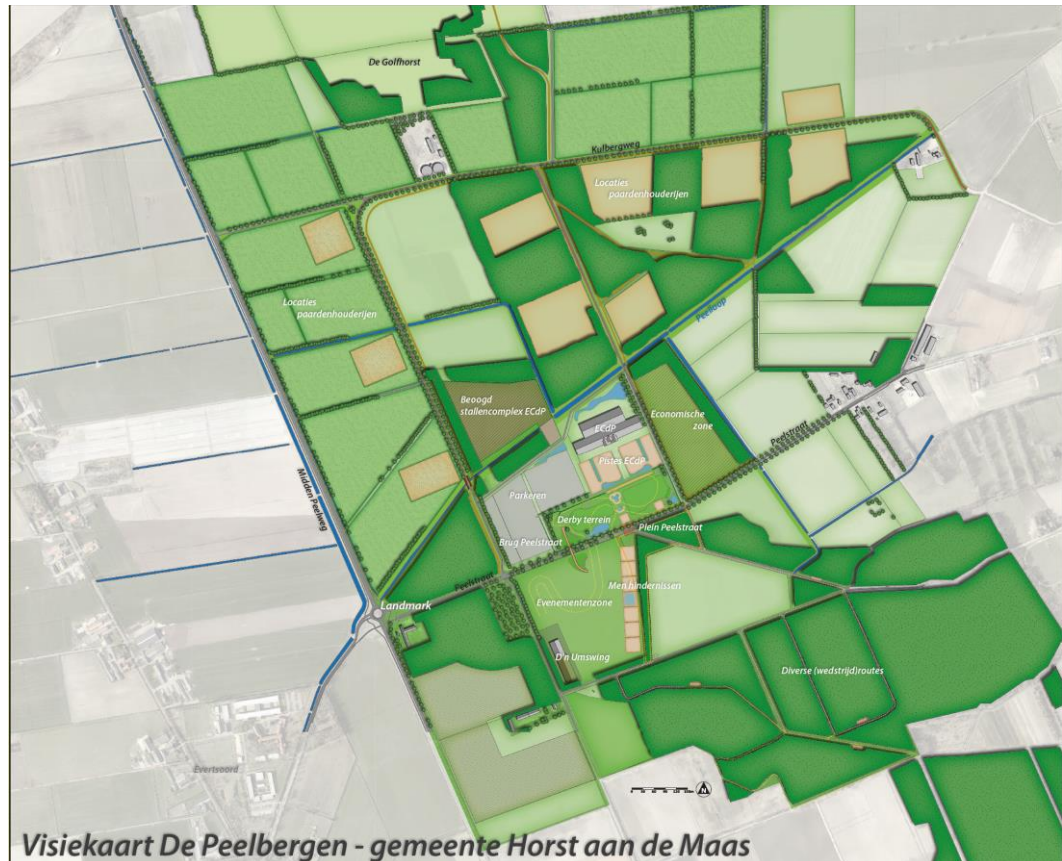 De Golfhorst
Kulbergweg
Locaties
paardenhouderijen
Locaties
paardenhouderijen
Peelloop
Beoogd
stallencomplex ECdP
ECdP
Economische
zone
Peelstraat
Pistes ECdP
Midden Peelweg
Parkeren
Derby terrein
Plein Peelstraat
Brug Peelstraat
Peelstraat
Men hindernissen
Evenemententenzone
Landmark
D'n Umswing
Diverse (wedstrijd)routes
Evertsoord
N
Visiekaart De Peelbergen - gemeente Horst aan de Maas